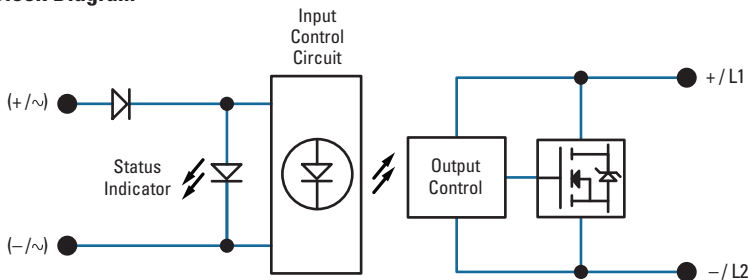 Input
Control
Circuit
(+/∿)
+/L1
Status
Indicator
Output
Control
(−/∿)
−/L2